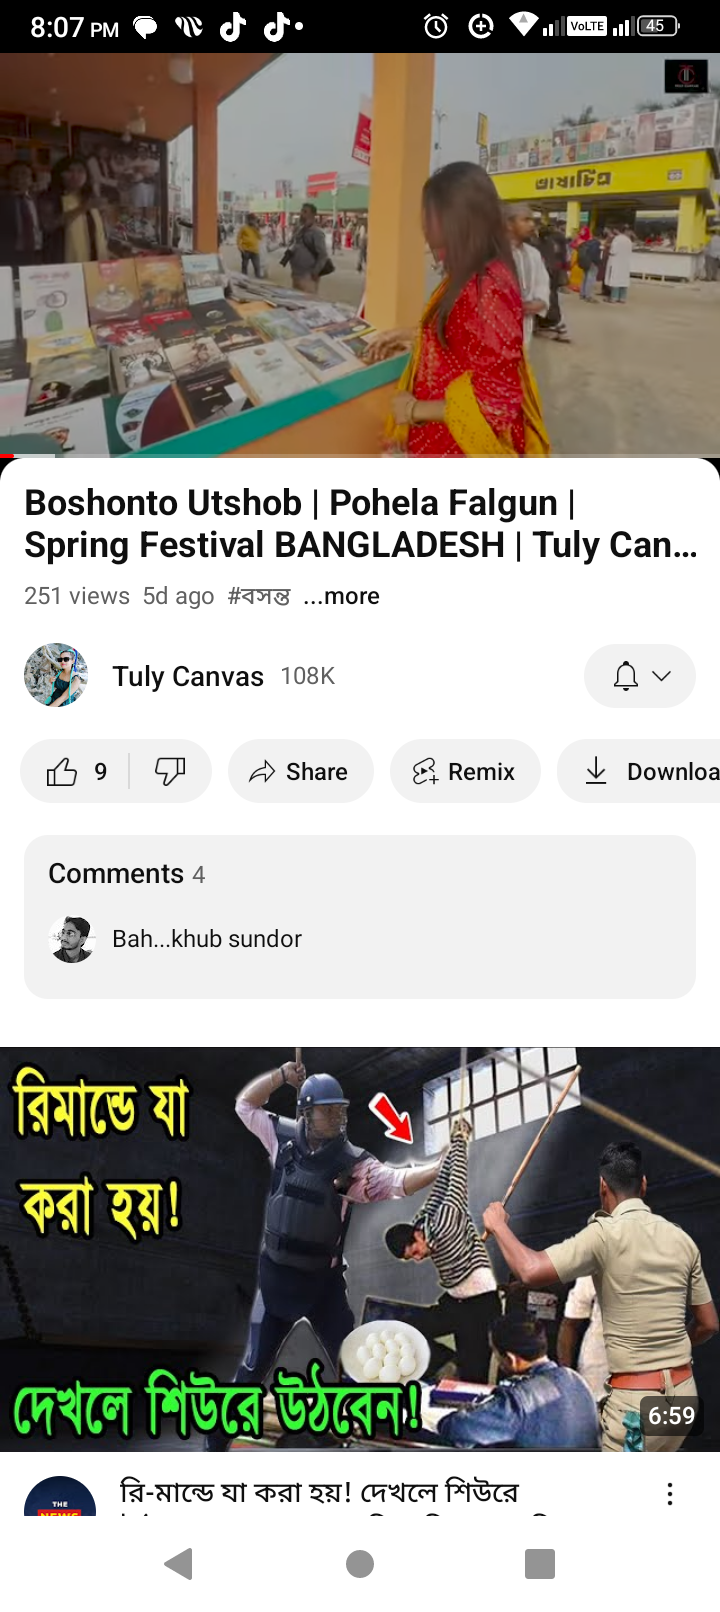 8:07 PM
VoLTE
45
ভাষাচিত্র
Boshonto Utshob | Pohela Falgun |
Spring Festival BANGLADESH | Tuly Can...
251 views 5d ago #বসন্ত ...more
Tuly Canvas 108K
9 Share Remix Downloa
Comments 4
Bah...khub sundor
রিমান্ডে যা
করা হয়!
দেখলে শিউরে উঠবেন!
6:59
রি-মান্ডে যা করা হয়! দেখলে শিউরে
THE
NEWS